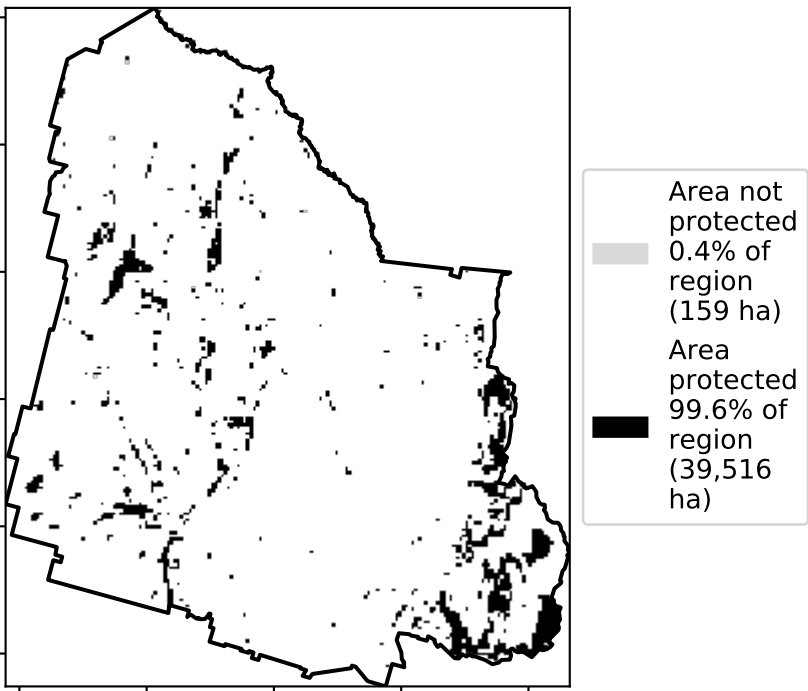 Area not
protected
0.4% of
region
(159 ha)
Area
protected
99.6% of
region
(39,516
ha)